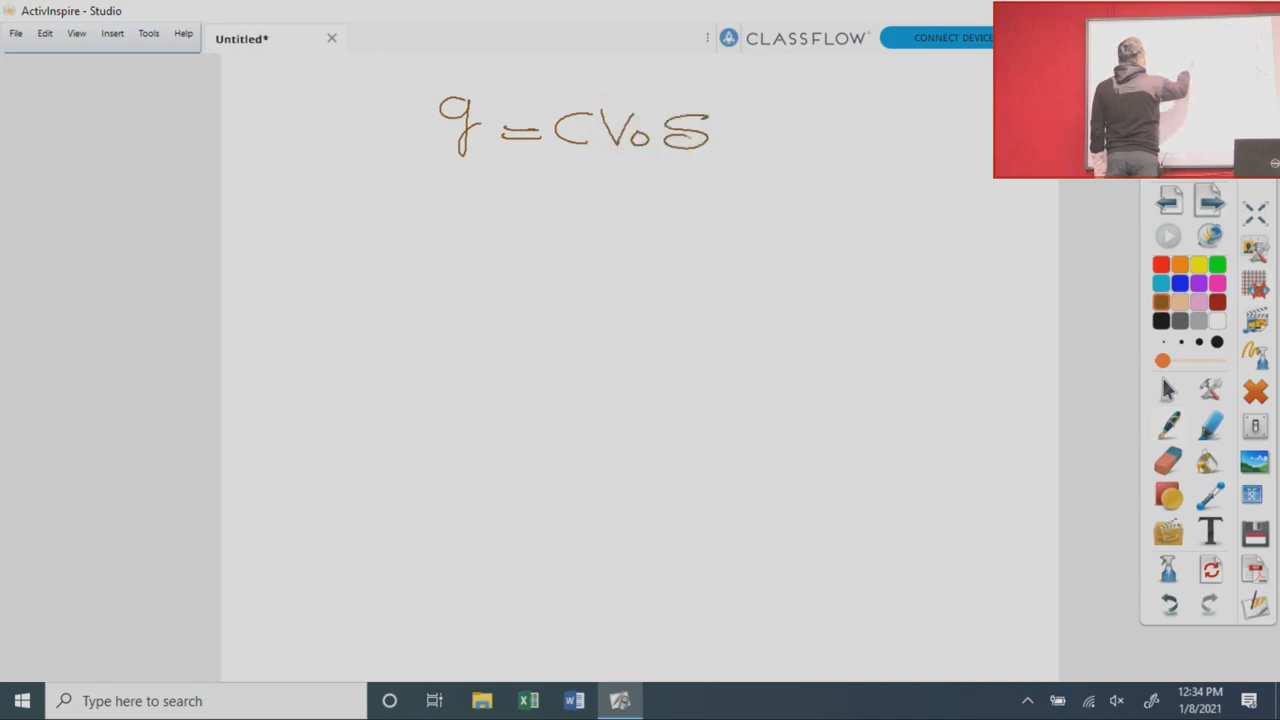 ActivInspire - Studio
File Edit View Insert Tools Help
Untitled*
CLASSFLOW
CONNECT DEVICE
q = CV₀
T
Type here to search
12:34 PM
1/8/2021